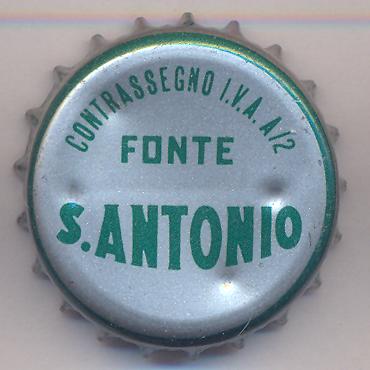 CONTRASSEGNO I.V.A. A/2
FONTE
S.ANTONIO